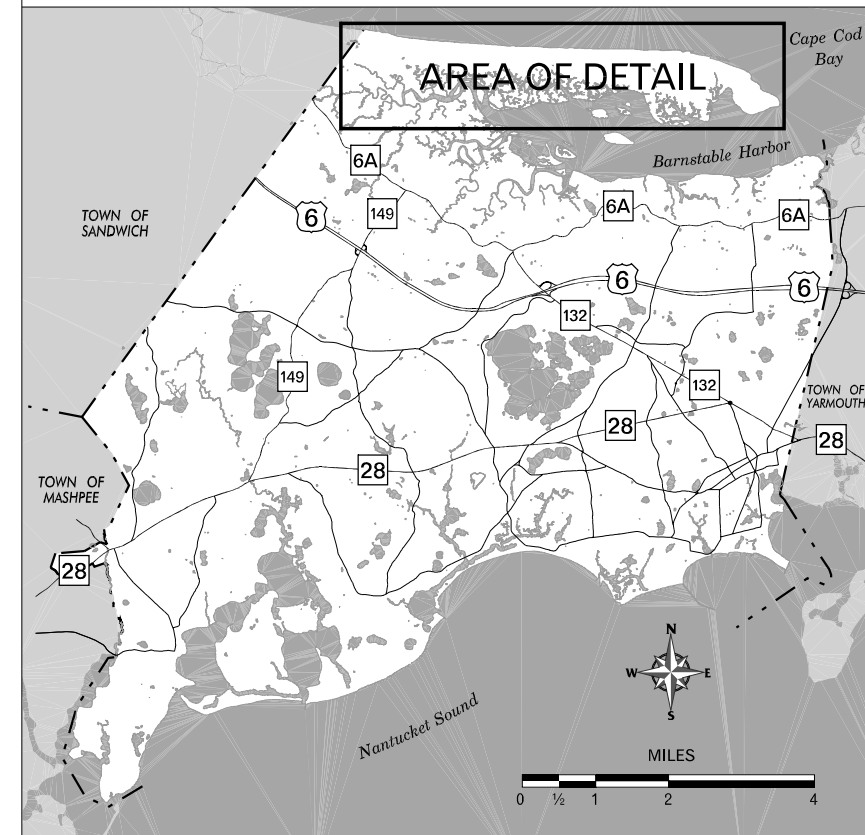 AREA OF DETAIL
Cape Cod
Bay
Barnstable Harbor
6A
6A
6A
TOWN OF
SANDWICH
6
149
6
6
132
149
132
TOWN OF
YARMOUTH
28
28
28
TOWN OF
MASHPEE
28
N
W
E
S
Nantucket Sound
MILES
0 ½ 1 2 4